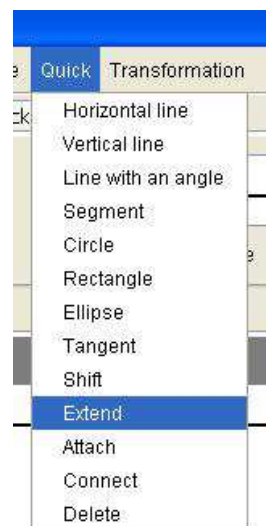 Quick Transformation
Horizontal line
Vertical line
Line with an angle
Segment
Circle
Rectangle
Ellipse
Tangent
Shift
Extend
Attach
Connect
Delete